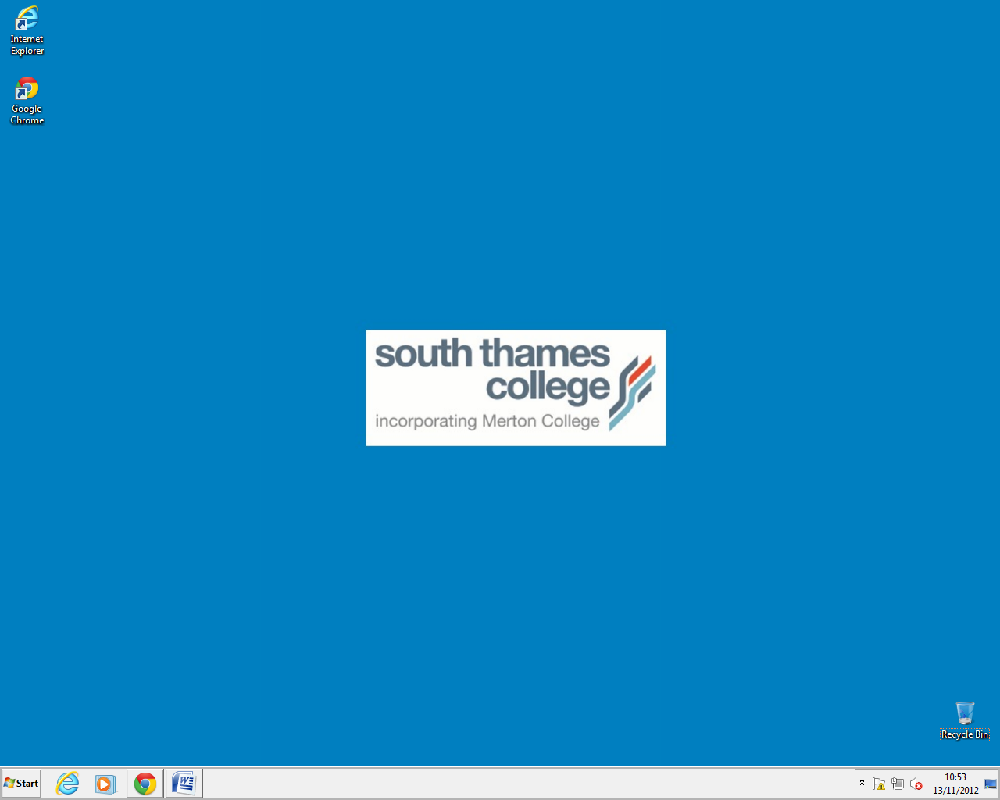 Internet
Explorer
Google
Chrome
south thames
college
incorporating Merton College
Recycle Bin
Start
10:53
13/11/2012